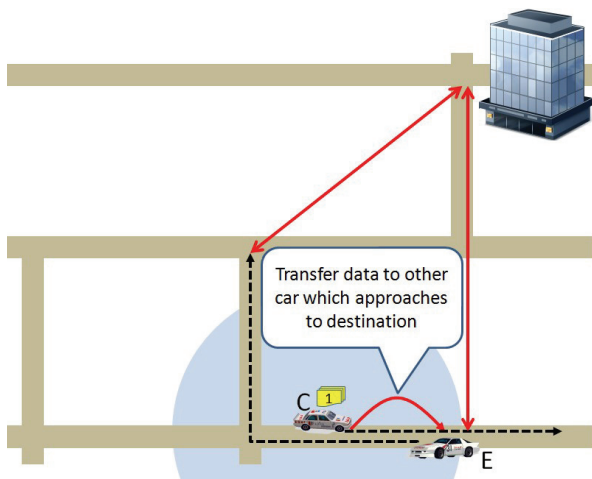 Transfer data to other
car which approaches
to destination
C
1
E